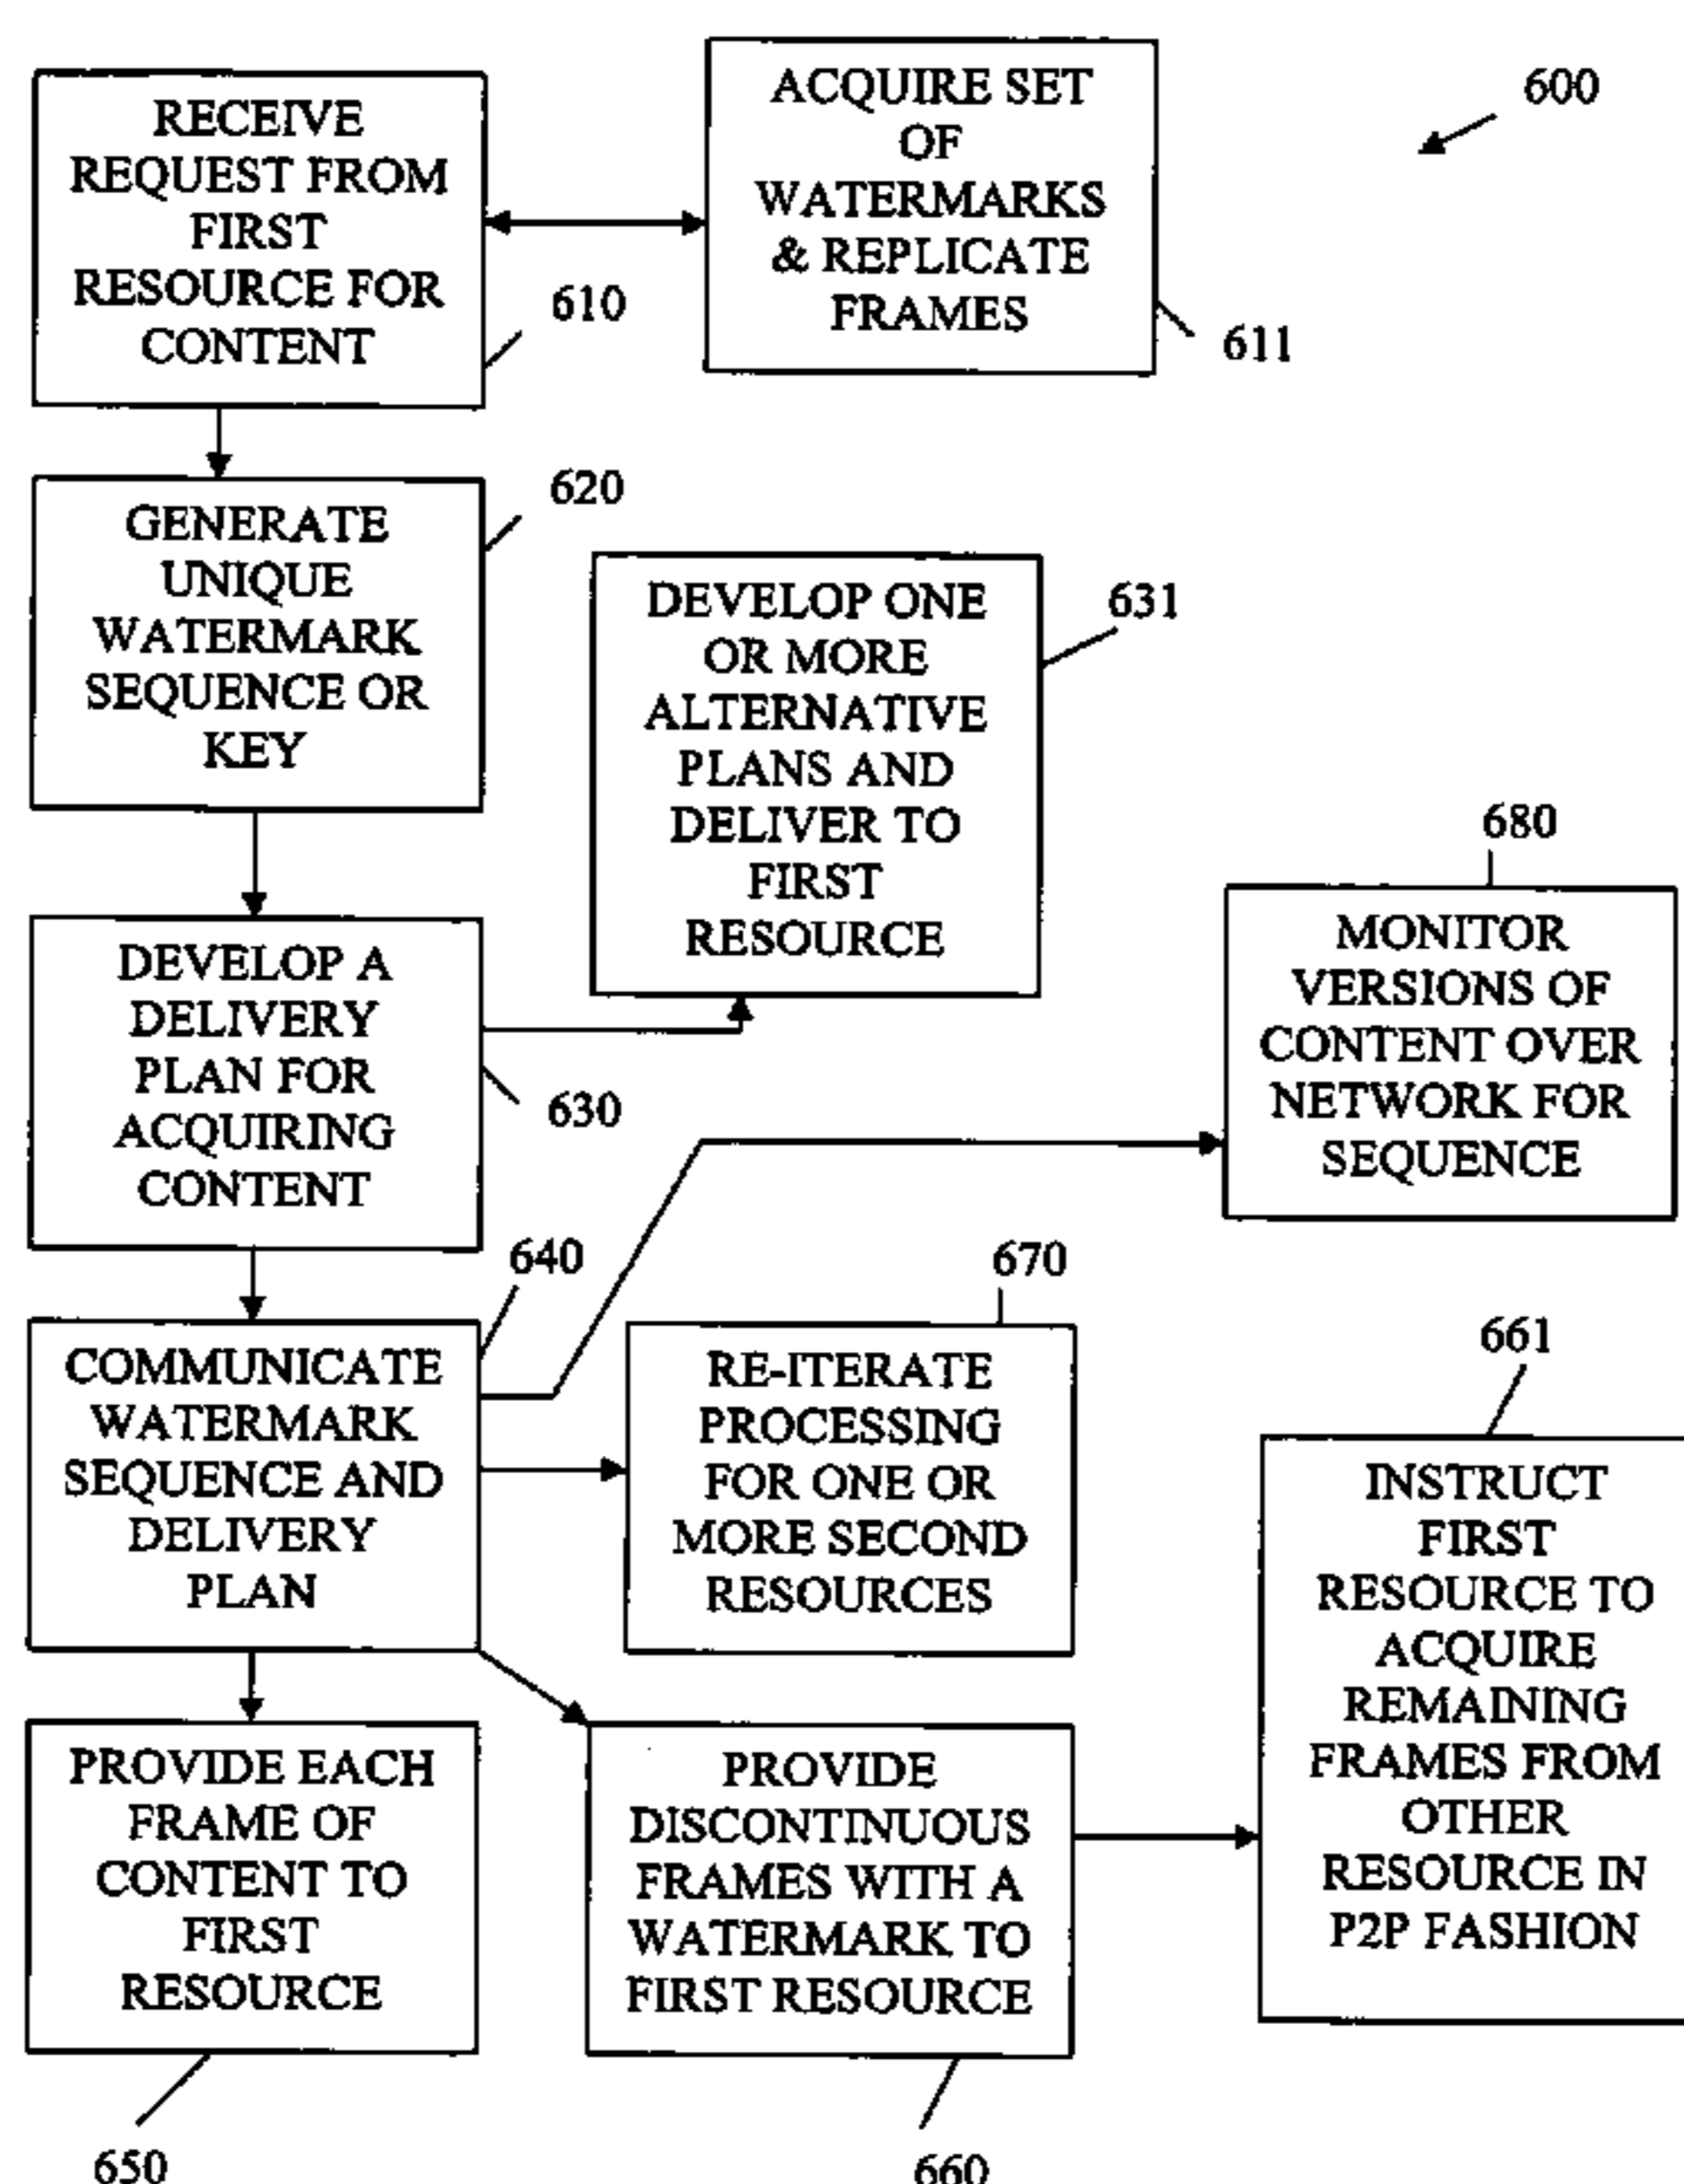 600
RECEIVE
REQUEST FROM
FIRST
RESOURCE FOR
CONTENT
610
ACQUIRE SET
OF
WATERMARKS
& REPLICATE
FRAMES
611
GENERATE
UNIQUE
WATERMARK
SEQUENCE OR
KEY
620
DEVELOP ONE
OR MORE
ALTERNATIVE
PLANS AND
DELIVER TO
FIRST
RESOURCE
631
DEVELOP A
DELIVERY
PLAN FOR
ACQUIRING
CONTENT
630
680
MONITOR
VERSIONS OF
CONTENT OVER
NETWORK FOR
SEQUENCE
640
COMMUNICATE
WATERMARK
SEQUENCE AND
DELIVERY
PLAN
670
RE-ITERATE
PROCESSING
FOR ONE OR
MORE SECOND
RESOURCES
661
INSTRUCT
FIRST
RESOURCE TO
ACQUIRE
REMAINING
FRAMES FROM
OTHER
RESOURCE IN
P2P FASHION
PROVIDE EACH
FRAME OF
CONTENT TO
FIRST
RESOURCE
650
PROVIDE
DISCONTINUOUS
FRAMES WITH A
WATERMARK TO
FIRST RESOURCE
660